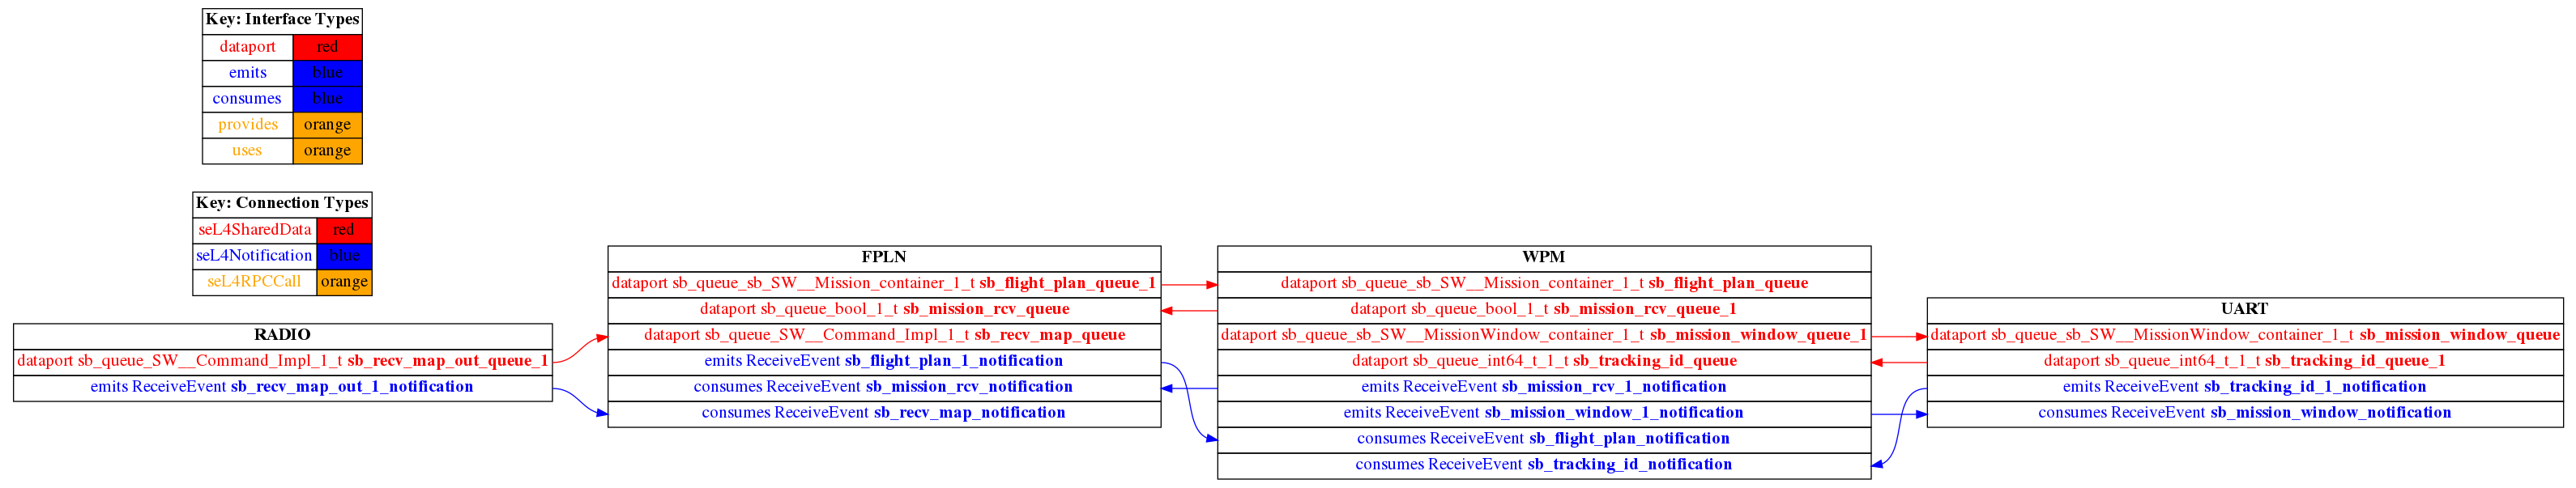 Key: Interface Types
dataport red
emits blue
consumes blue
provides orange
uses orange
Key: Connection Types
seL4SharedData red
seL4Notification blue
seL4RPCCall orange
RADIO
dataport sb_queue_SW__Command_Impl_1_t sb_recv_map_out_queue_1
emits ReceiveEvent sb_recv_map_out_1_notification
FPLN
dataport sb_queue_sb_SW__Mission_container_1_t sb_flight_plan_queue_1
dataport sb_queue_bool_1_t sb_mission_rcv_queue
dataport sb_queue_SW__Command_Impl_1_t sb_recv_map_queue
emits ReceiveEvent sb_flight_plan_1_notification
consumes ReceiveEvent sb_mission_rcv_notification
consumes ReceiveEvent sb_recv_map_notification
WPM
dataport sb_queue_sb_SW__Mission_container_1_t sb_flight_plan_queue
dataport sb_queue_bool_1_t sb_mission_rcv_queue_1
dataport sb_queue_sb_SW__MissionWindow_container_1_t sb_mission_window_queue_1
dataport sb_queue_int64_t_1_t sb_tracking_id_queue
emits ReceiveEvent sb_mission_rcv_1_notification
emits ReceiveEvent sb_mission_window_1_notification
consumes ReceiveEvent sb_flight_plan_notification
consumes ReceiveEvent sb_tracking_id_notification
UART
dataport sb_queue_sb_SW__MissionWindow_container_1_t sb_mission_window_queue
dataport sb_queue_int64_t_1_t sb_tracking_id_queue_1
emits ReceiveEvent sb_tracking_id_1_notification
consumes ReceiveEvent sb_mission_window_notification